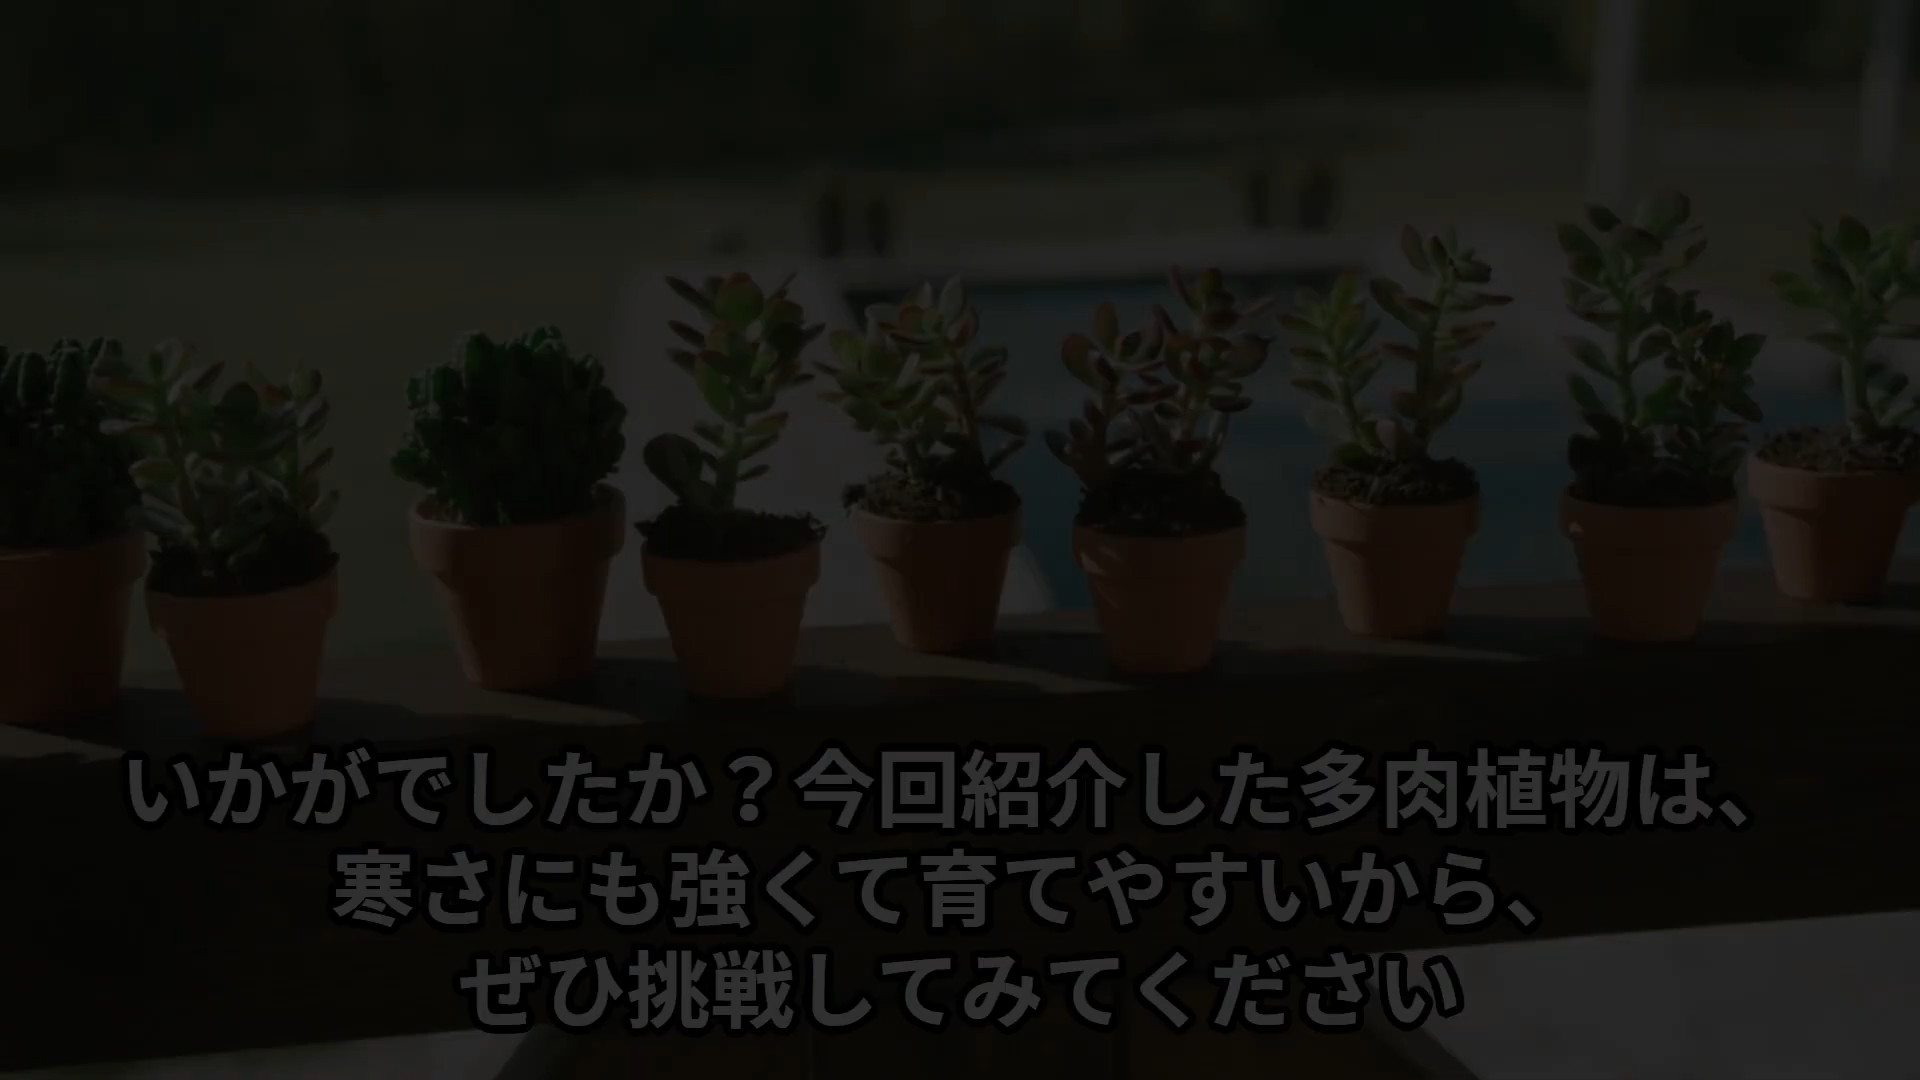 いかがでしたか？今回紹介した多肉植物は、
寒さにも強くて育てやすいから、
ぜひ挑戦してみてください